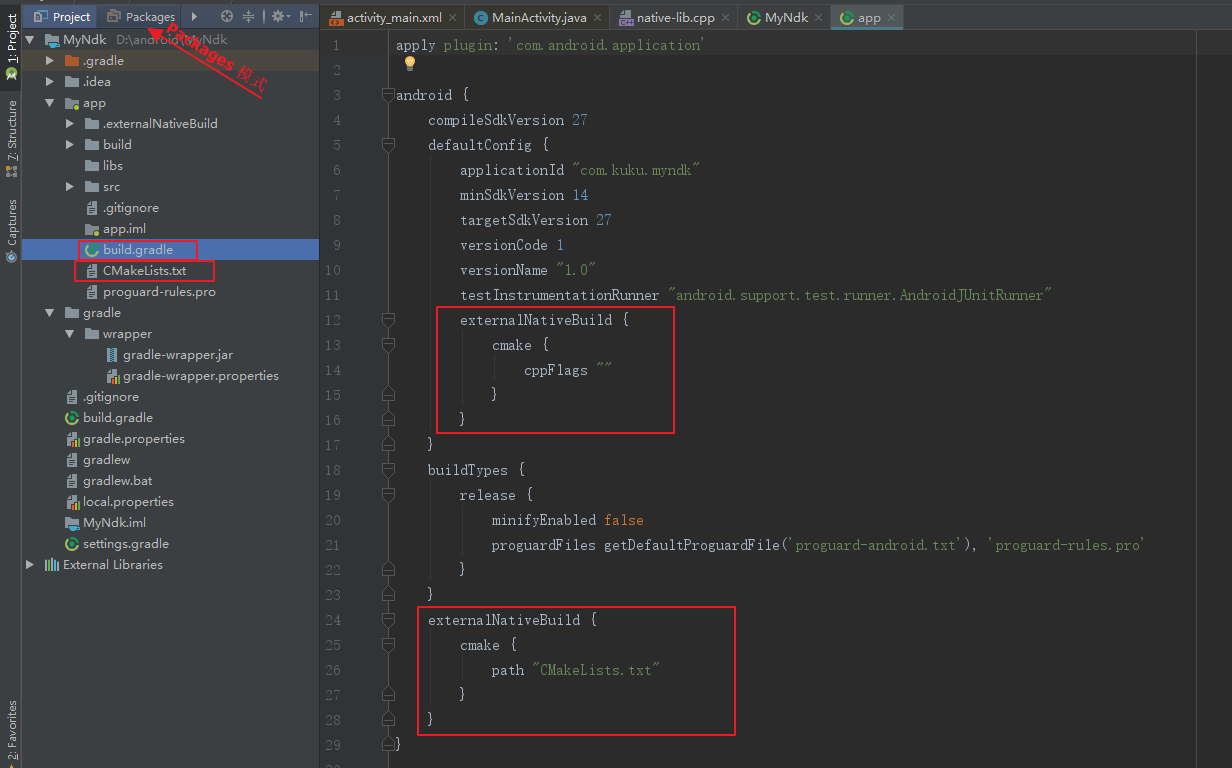 1: Project
7: Structure
Captures
2: Favorites
Project
Packages
Packages 模式
MyNdk D:\android\MyNdk
.gradle
.idea
app
.externalNativeBuild
build
libs
src
.gitignore
app.iml
build.gradle
CMakeLists.txt
proguard-rules.pro
gradle
wrapper
gradle-wrapper.jar
gradle-wrapper.properties
.gitignore
build.gradle
gradle.properties
gradlew
gradlew.bat
local.properties
MyNdk.iml
settings.gradle
External Libraries
activity_main.xml
MainActivity.java
native-lib.cpp
MyNdk
app
1 apply plugin: 'com.android.application'
2
3 android {
4 compileSdkVersion 27
5 defaultConfig {
6 applicationId "com.kuku.myndk"
7 minSdkVersion 14
8 targetSdkVersion 27
9 versionCode 1
10 versionName "1.0"
11 testInstrumentationRunner "android.support.test.runner.AndroidJUnitRunner"
12 externalNativeBuild {
13 cmake {
14 cppFlags ""
15 }
16 }
17 }
18 buildTypes {
19 release {
20 minifyEnabled false
21 proguardFiles getDefaultProguardFile('proguard-android.txt'), 'proguard-rules.pro'
22 }
23 }
24 externalNativeBuild {
25 cmake {
26 path "CMakeLists.txt"
27 }
28 }
29 }